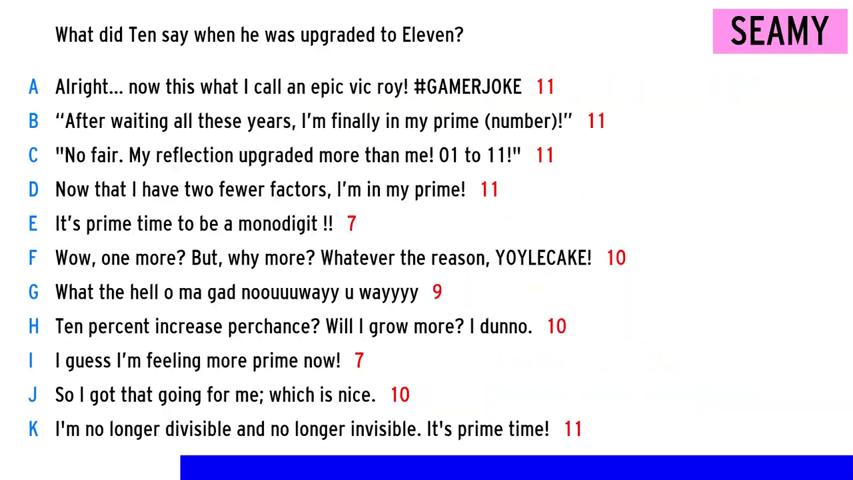 What did Ten say when he was upgraded to Eleven?
SEAMY
A Alright... now this what I call an epic vic roy! #GAMERJOKE 11
B “After waiting all these years, I’m finally in my prime (number)!” 11
C "No fair. My reflection upgraded more than me! 01 to 11!" 11
D Now that I have two fewer factors, I’m in my prime! 11
E It’s prime time to be a monodigit !! 7
F Wow, one more? But, why more? Whatever the reason, YOYLECAKE! 10
G What the hell o ma gad noouuuwayy u wayyyy 9
H Ten percent increase perchance? Will I grow more? I dunno. 10
I I guess I’m feeling more prime now! 7
J So I got that going for me; which is nice. 10
K I'm no longer divisible and no longer invisible. It's prime time! 11